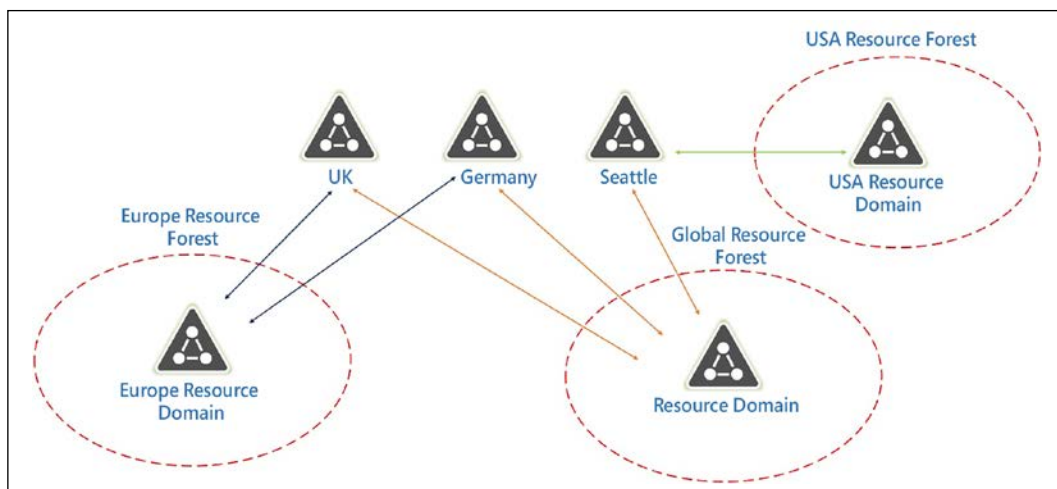 USA Resource Forest
UK
Germany
Seattle
USA Resource
Domain
Europe Resource
Forest
Global Resource
Forest
Europe Resource
Domain
Resource Domain